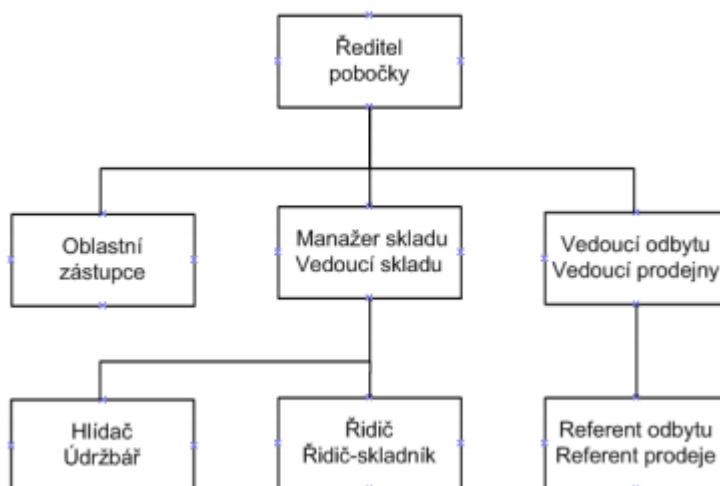 Ředitel
pobočky
Oblastní
zástupce
Manažer skladu
Vedoucí skladu
Vedoucí odbytu
Vedoucí prodejny
Hlídač
Údržbář
Řidič
Řidič-skladník
Referent odbytu
Referent prodeje